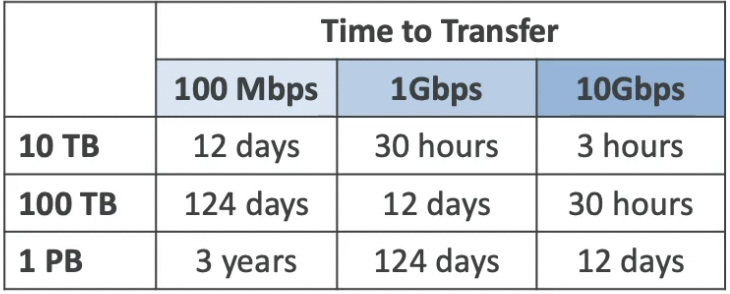 Time to Transfer
100 Mbps 1Gbps 10Gbps
10 TB 12 days 30 hours 3 hours
100 TB 124 days 12 days 30 hours
1 PB 3 years 124 days 12 days